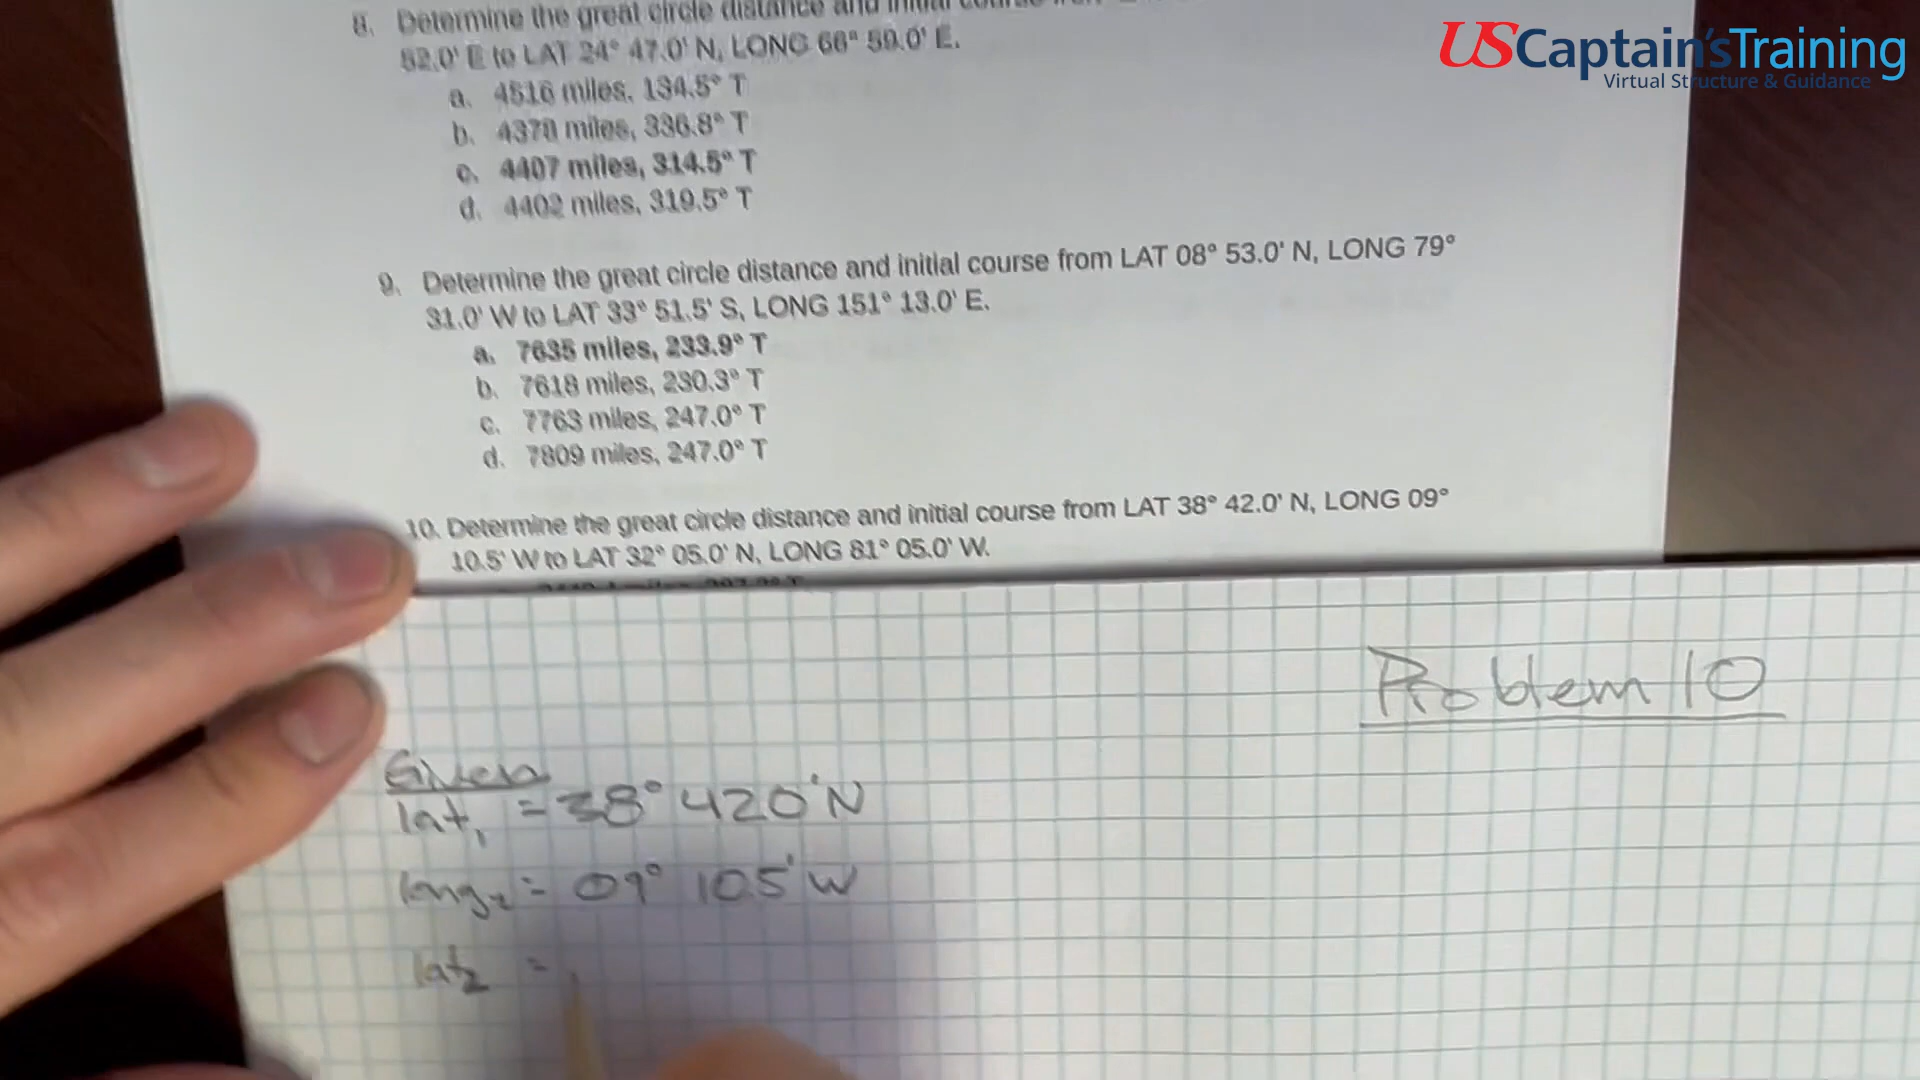 USCaptain'sTraining
Virtual Structure & Guidance
8. Determine the great circle distance and initial course
52.0' E to LAT 24° 47.0' N, LONG 66° 59.0' E.
a. 4516 miles, 134.5° T
b. 4378 miles, 336.8° T
c. 4407 miles, 314.5° T
d. 4402 miles, 319.5° T
9. Determine the great circle distance and initial course from LAT 08° 53.0' N, LONG 79°
31.0' W to LAT 33° 51.5' S, LONG 151° 13.0' E.
a. 7635 miles, 233.9° T
b. 7618 miles, 230.3° T
c. 7763 miles, 247.0° T
d. 7809 miles, 247.0° T
10. Determine the great circle distance and initial course from LAT 38° 42.0' N, LONG 09°
10.5' W to LAT 32° 05.0' N, LONG 81° 05.0' W.
Problem 10
Given
lat₁ = 38° 420' N
long₂ = 09° 10.5' W
lat₂ =